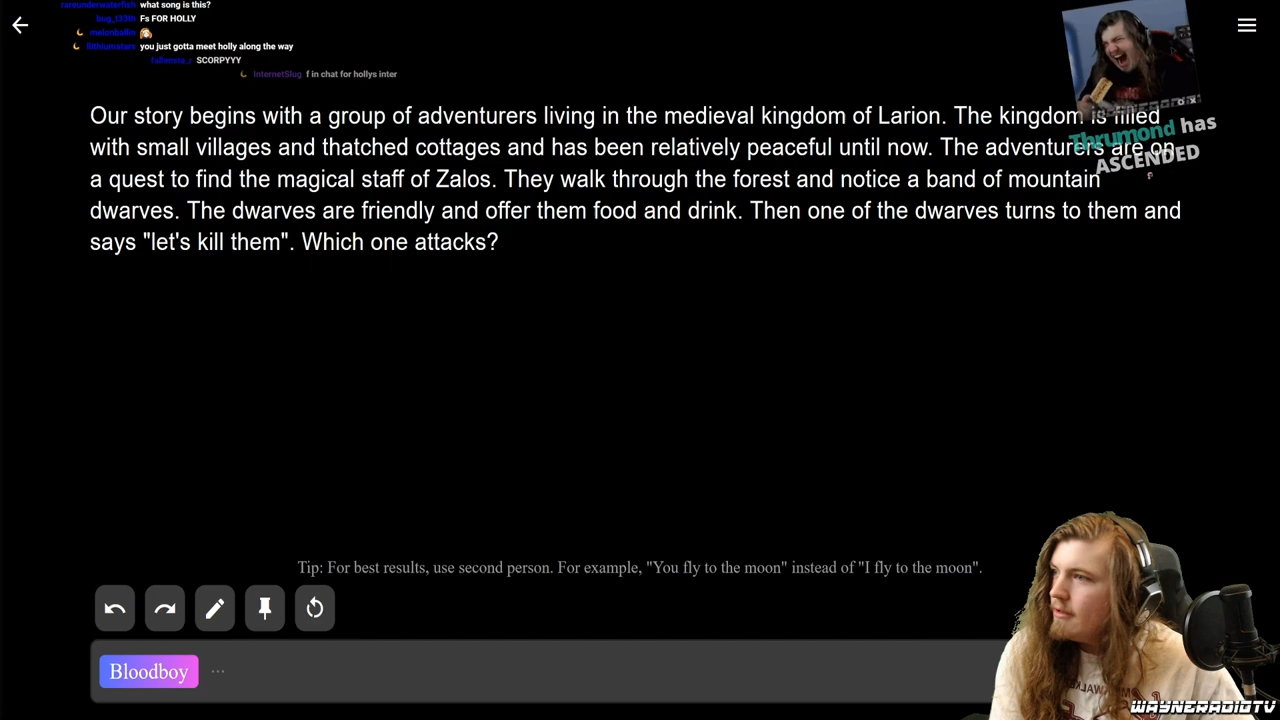 rareunderwaterfish what song is this?
bug_t33th Fs FOR HOLLY
melonballin
llithiumstars you just gotta meet holly along the way
SCORPYYY
InternetSlug f in chat for hollys inter
Thrumond has
ASCENDED
Our story begins with a group of adventurers living in the medieval kingdom of Larion. The kingdom is filled
with small villages and thatched cottages and has been relatively peaceful until now. The adventurers are on
a quest to find the magical staff of Zalos. They walk through the forest and notice a band of mountain
dwarves. The dwarves are friendly and offer them food and drink. Then one of the dwarves turns to them and
says "let's kill them". Which one attacks?
Tip: For best results, use second person. For example, "You fly to the moon" instead of "I fly to the moon".
Bloodboy ...
WAYNERADIOTV